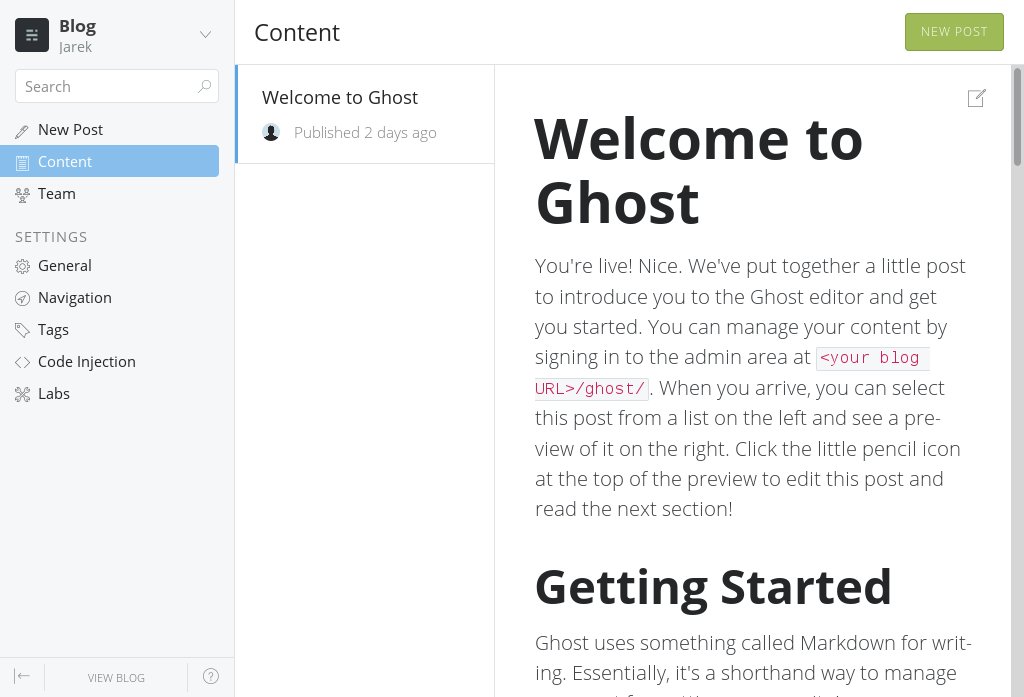 Blog
Jarek
Search
New Post
Content
Team
SETTINGS
General
Navigation
Tags
Code Injection
Labs
VIEW BLOG
?
Content
NEW POST
Welcome to Ghost
Published 2 days ago
Welcome to
Ghost
You're live! Nice. We've put together a little post
to introduce you to the Ghost editor and get
you started. You can manage your content by
signing in to the admin area at <your blog
URL>/ghost/. When you arrive, you can select
this post from a list on the left and see a pre-
view of it on the right. Click the little pencil icon
at the top of the preview to edit this post and
read the next section!
Getting Started
Ghost uses something called Markdown for writ-
ing. Essentially, it's a shorthand way to manage